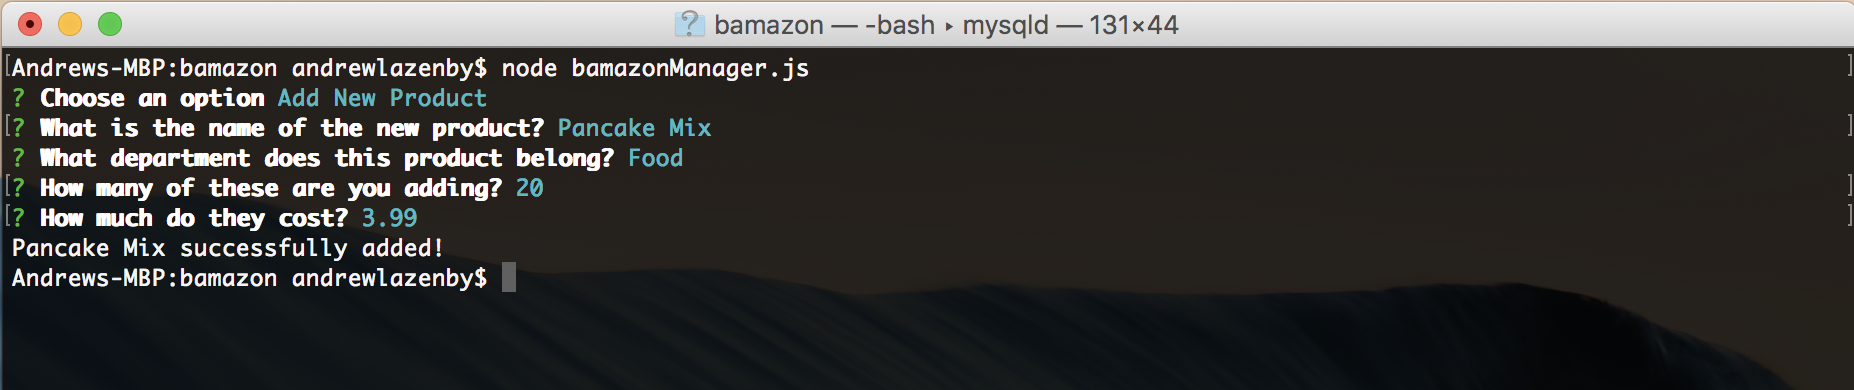 bamazon — -bash ▸ mysqld — 131×44
[Andrews-MBP:bamazon andrewlazenby$ node bamazonManager.js ]
? Choose an option Add New Product
[? What is the name of the new product? Pancake Mix ]
? What department does this product belong? Food
[? How many of these are you adding? 20 ]
[? How much do they cost? 3.99 ]
Pancake Mix successfully added!
Andrews-MBP:bamazon andrewlazenby$